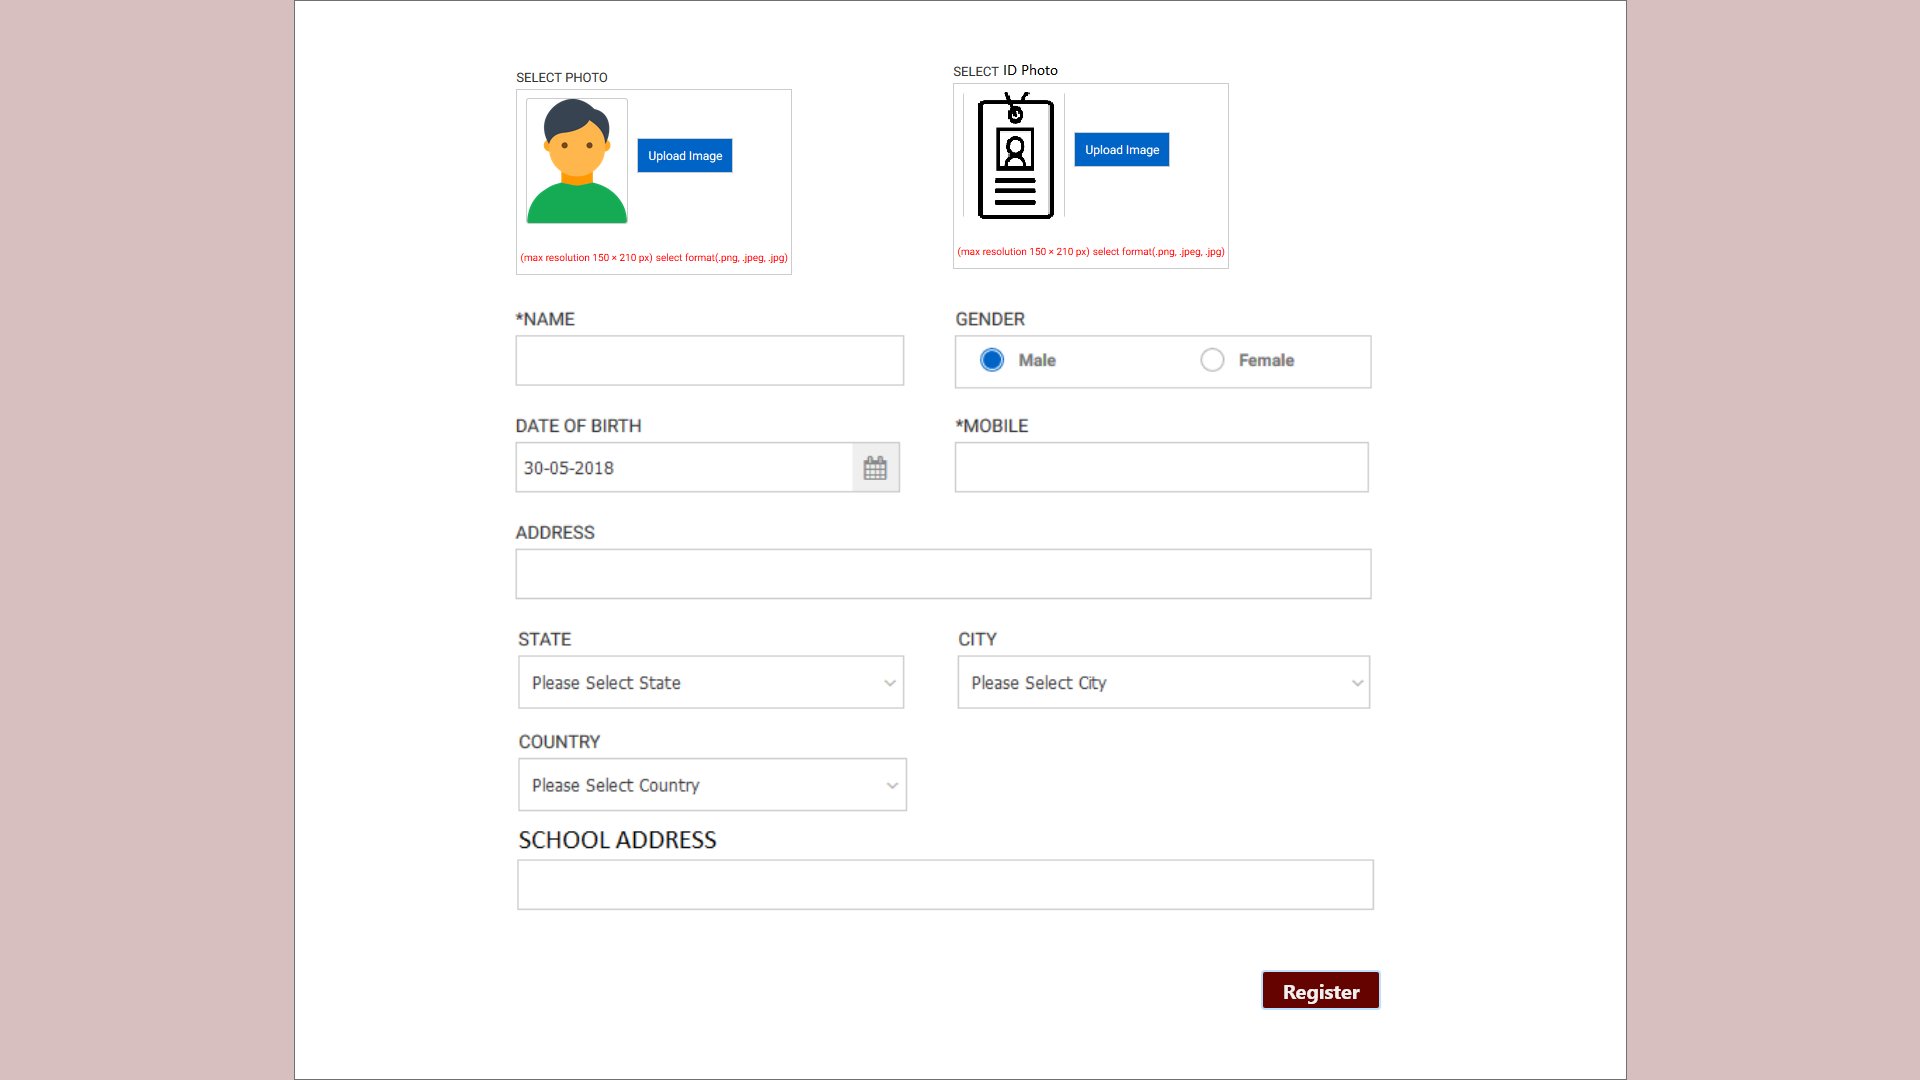 SELECT PHOTO
SELECT ID Photo
Upload Image
Upload Image
(max resolution 150 × 210 px) select format(.png, .jpeg, .jpg)
(max resolution 150 × 210 px) select format(.png, .jpeg, .jpg)
*NAME
GENDER
Male
Female
DATE OF BIRTH
*MOBILE
30-05-2018
ADDRESS
STATE
CITY
Please Select State
Please Select City
COUNTRY
Please Select Country
SCHOOL ADDRESS
Register